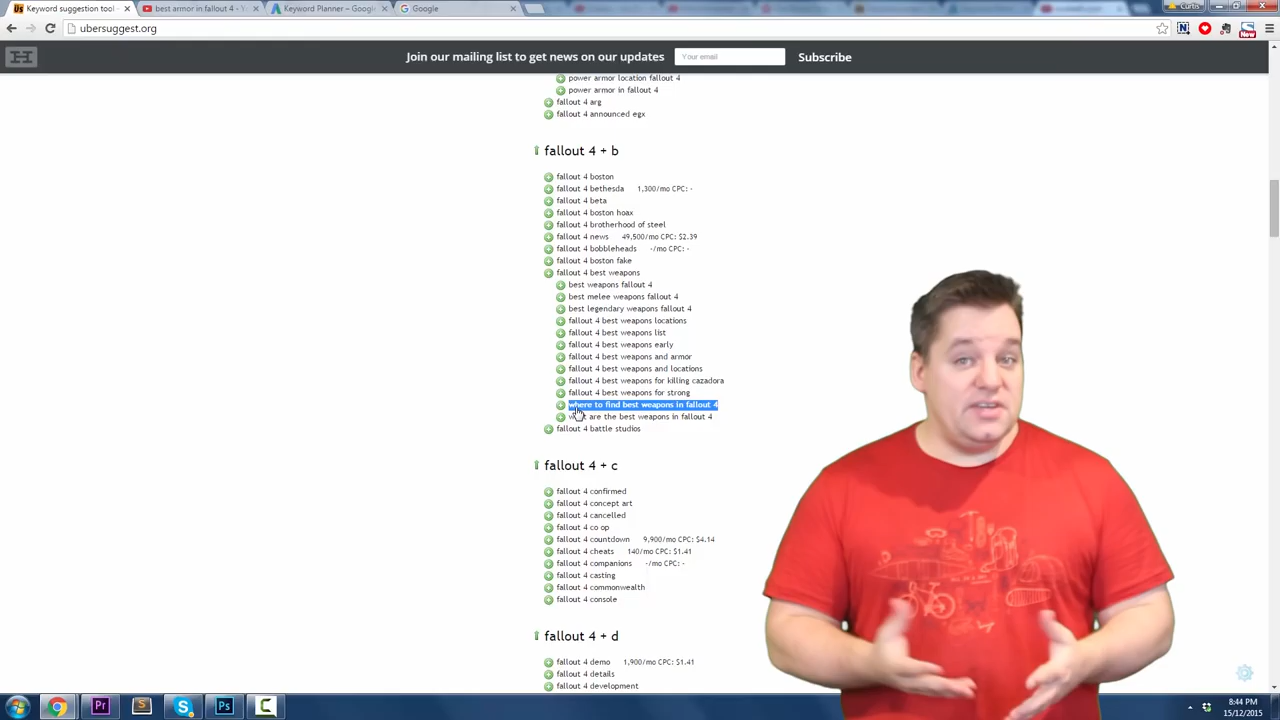 Keyword suggestion tool -
best armor in fallout 4 - Y
Keyword Planner – Google
Google
Curtis
ubersuggest.org
New
Join our mailing list to get news on our updates
Your email
Subscribe
power armor location fallout 4
power armor in fallout 4
fallout 4 arg
fallout 4 announced egx
fallout 4 + b
fallout 4 boston
fallout 4 bethesda 1,300/mo CPC: -
fallout 4 beta
fallout 4 boston hoax
fallout 4 brotherhood of steel
fallout 4 news 49,500/mo CPC: $2.39
fallout 4 bobbleheads -/mo CPC: -
fallout 4 boston fake
fallout 4 best weapons
best weapons fallout 4
best melee weapons fallout 4
best legendary weapons fallout 4
fallout 4 best weapons locations
fallout 4 best weapons list
fallout 4 best weapons early
fallout 4 best weapons and armor
fallout 4 best weapons and locations
fallout 4 best weapons for killing cazadora
fallout 4 best weapons for strong
where to find best weapons in fallout 4
what are the best weapons in fallout 4
fallout 4 battle studios
fallout 4 + c
fallout 4 confirmed
fallout 4 concept art
fallout 4 cancelled
fallout 4 co op
fallout 4 countdown 9,900/mo CPC: $4.14
fallout 4 cheats 140/mo CPC: $1.41
fallout 4 companions -/mo CPC: -
fallout 4 casting
fallout 4 commonwealth
fallout 4 console
fallout 4 + d
fallout 4 demo 1,900/mo CPC: $1.41
fallout 4 details
fallout 4 development
Pr
S
Ps
8:44 PM
15/12/2015